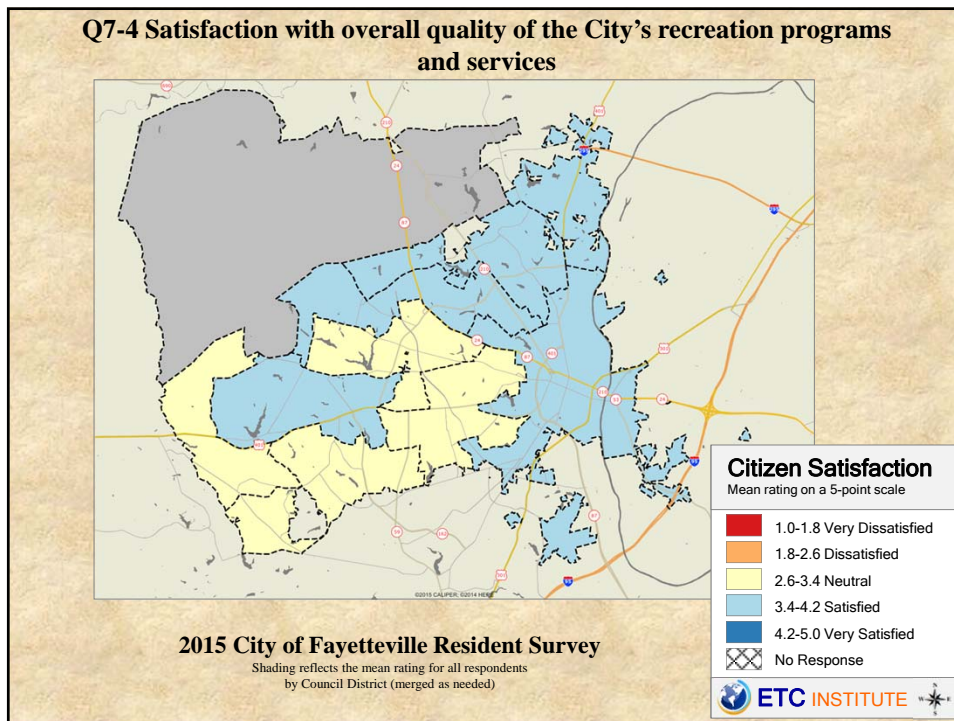 Q7-4 Satisfaction with overall quality of the City’s recreation programs
and services
©2015 CALIPER; ©2014 HERE
Citizen Satisfaction
Mean rating on a 5-point scale
1.0-1.8 Very Dissatisfied
1.8-2.6 Dissatisfied
2.6-3.4 Neutral
3.4-4.2 Satisfied
4.2-5.0 Very Satisfied
No Response
2015 City of Fayetteville Resident Survey
Shading reflects the mean rating for all respondents
by Council District (merged as needed)
ETC INSTITUTE